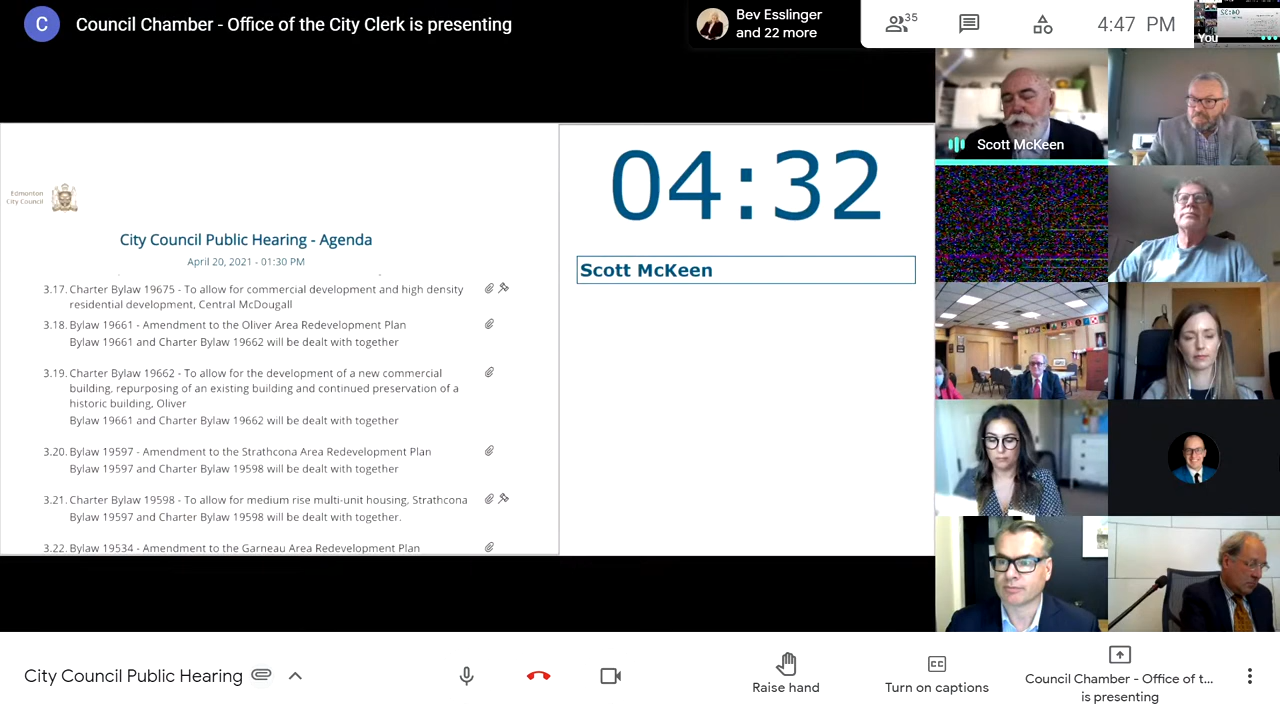 C Council Chamber - Office of the City Clerk is presenting
Bev Esslinger
and 22 more
35
4:47 PM
You
Edmonton
City Council
City Council Public Hearing - Agenda
April 20, 2021 - 01:30 PM
3.17. Charter Bylaw 19675 - To allow for commercial development and high density
residential development, Central McDougall
3.18. Bylaw 19661 - Amendment to the Oliver Area Redevelopment Plan
Bylaw 19661 and Charter Bylaw 19662 will be dealt with together
3.19. Charter Bylaw 19662 - To allow for the development of a new commercial
building, repurposing of an existing building and continued preservation of a
historic building, Oliver
Bylaw 19661 and Charter Bylaw 19662 will be dealt with together
3.20. Bylaw 19597 - Amendment to the Strathcona Area Redevelopment Plan
Bylaw 19597 and Charter Bylaw 19598 will be dealt with together
3.21. Charter Bylaw 19598 - To allow for medium rise multi-unit housing, Strathcona
Bylaw 19597 and Charter Bylaw 19598 will be dealt with together.
3.22. Bylaw 19534 - Amendment to the Garneau Area Redevelopment Plan
04:32
Scott McKeen
Scott McKeen
City Council Public Hearing
Raise hand
CC
Turn on captions
Council Chamber - Office of t...
is presenting